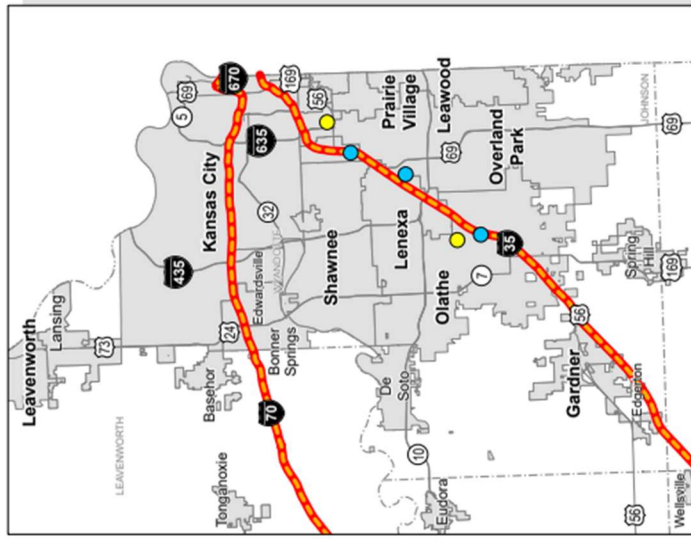 Leavenworth
Lansing
73
LEAVENWORTH
Tonganoxie
Basehor
24
70
435
Kansas City
5
69
670
169
635
32
Edwardsville
WYANDOTTE
Bonner
Springs
Shawnee
56
Prairie
Village
Leawood
Lenexa
De
Soto
10
Eudora
Olathe
7
69
Overland
Park
35
JOHNSON
Gardner
56
Edgerton
Spring
Hill
169
69
56
Wellsville